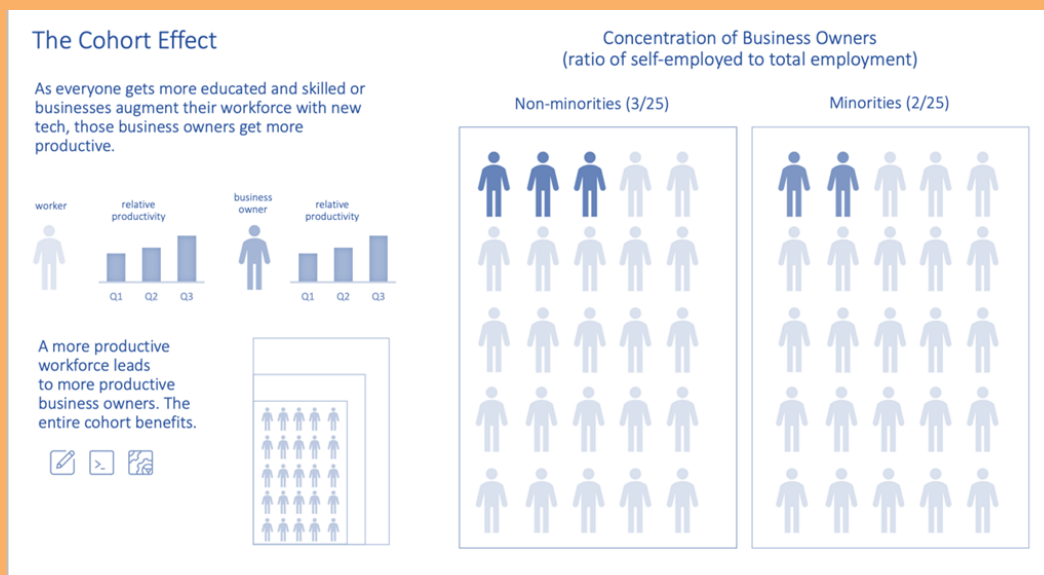 The Cohort Effect
As everyone gets more educated and skilled or
businesses augment their workforce with new
tech, those business owners get more
productive.
worker
relative
productivity
Q1 Q2 Q3
business
owner
relative
productivity
Q1 Q2 Q3
A more productive
workforce leads
to more productive
business owners. The
entire cohort benefits.
>_
Concentration of Business Owners
(ratio of self-employed to total employment)
Non-minorities (3/25)
Minorities (2/25)